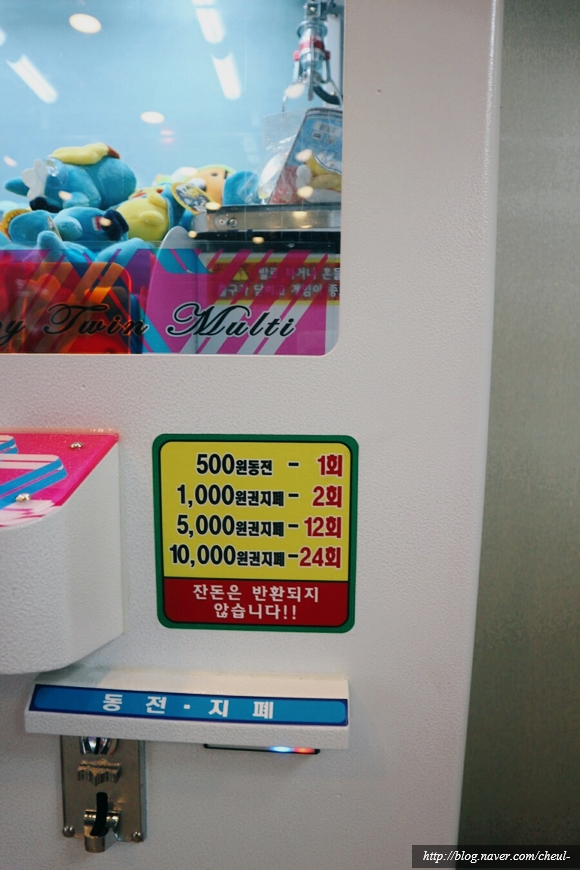 Twin Multi
500원동전 - 1회
1,000원권지폐 - 2회
5,000원권지폐 - 12회
10,000원권지폐 - 24회
잔돈은 반환되지
않습니다!!
동전 · 지폐
http://blog.naver.com/cheul-